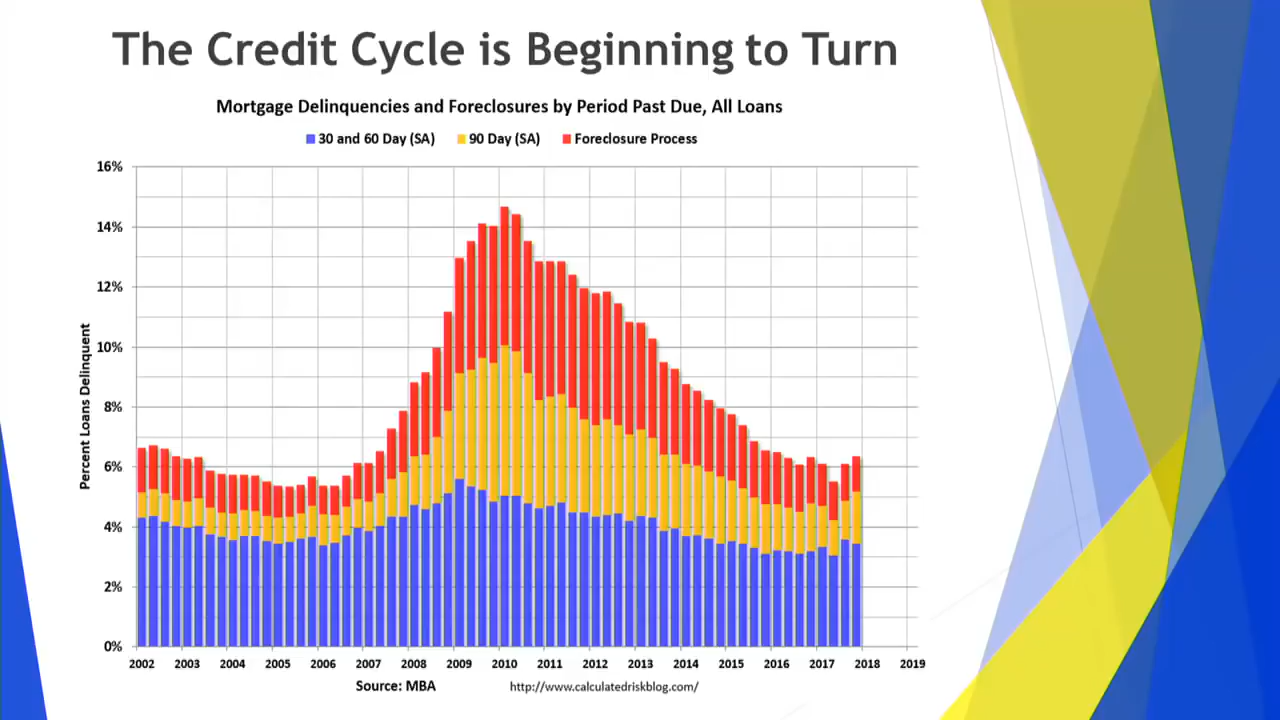 The Credit Cycle is Beginning to Turn
Mortgage Delinquencies and Foreclosures by Period Past Due, All Loans
30 and 60 Day (SA) 90 Day (SA) Foreclosure Process
Percent Loans Delinquent
16%
14%
12%
10%
8%
6%
4%
2%
0%
2002 2003 2004 2005 2006 2007 2008 2009 2010 2011 2012 2013 2014 2015 2016 2017 2018 2019
Source: MBA http://www.calculatedriskblog.com/